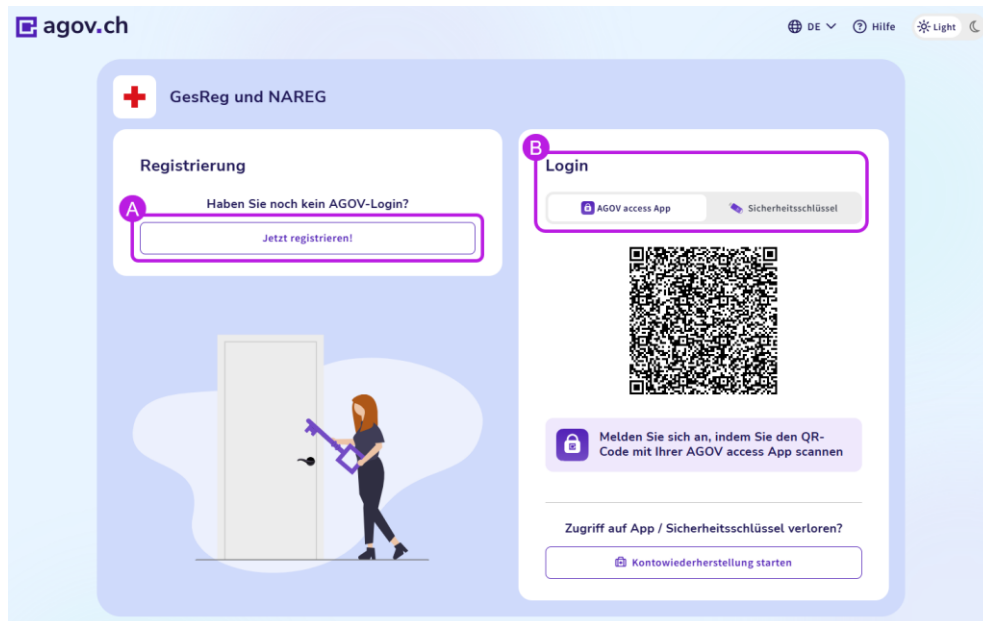 agov.ch
DE
Hilfe
Light
GesReg und NAREG
Registrierung
Haben Sie noch kein AGOV-Login?
A
Jetzt registrieren!
B
Login
AGOV access App
Sicherheitsschlüssel
Melden Sie sich an, indem Sie den QR-
Code mit Ihrer AGOV access App scannen
Zugriff auf App / Sicherheitsschlüssel verloren?
Kontowiederherstellung starten